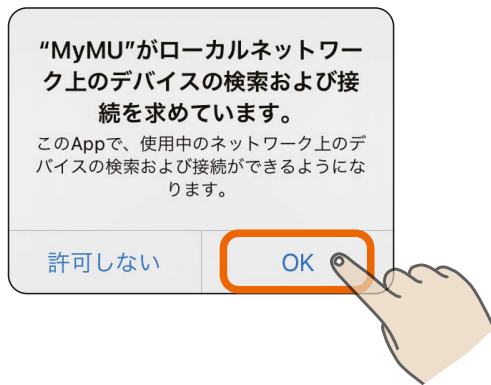 “MyMU”がローカルネットワー
ク上のデバイスの検索および接
続を求めています。
このAppで、使用中のネットワーク上のデ
バイスの検索および接続ができるようにな
ります。
許可しない
OK